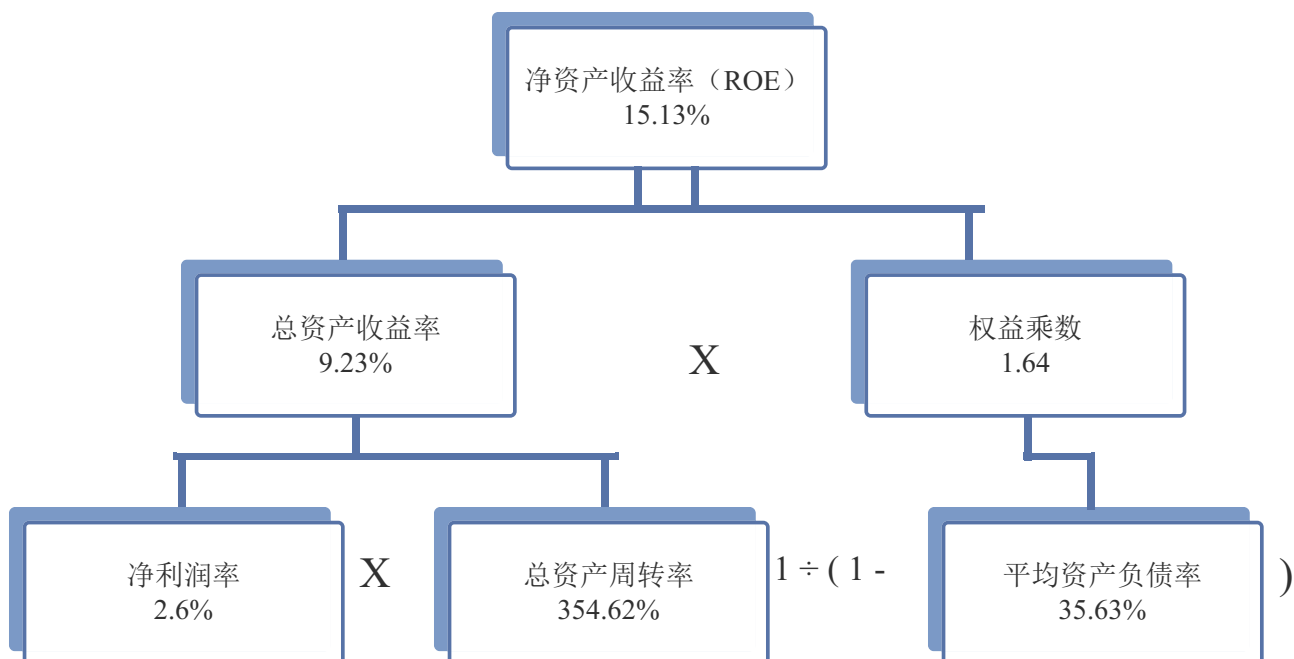 净资产收益率（ROE）
15.13%
总资产收益率
9.23%
X
权益乘数
1.64
净利润率
2.6%
X
总资产周转率
354.62%
1 ÷ ( 1 -
平均资产负债率
35.63%
)